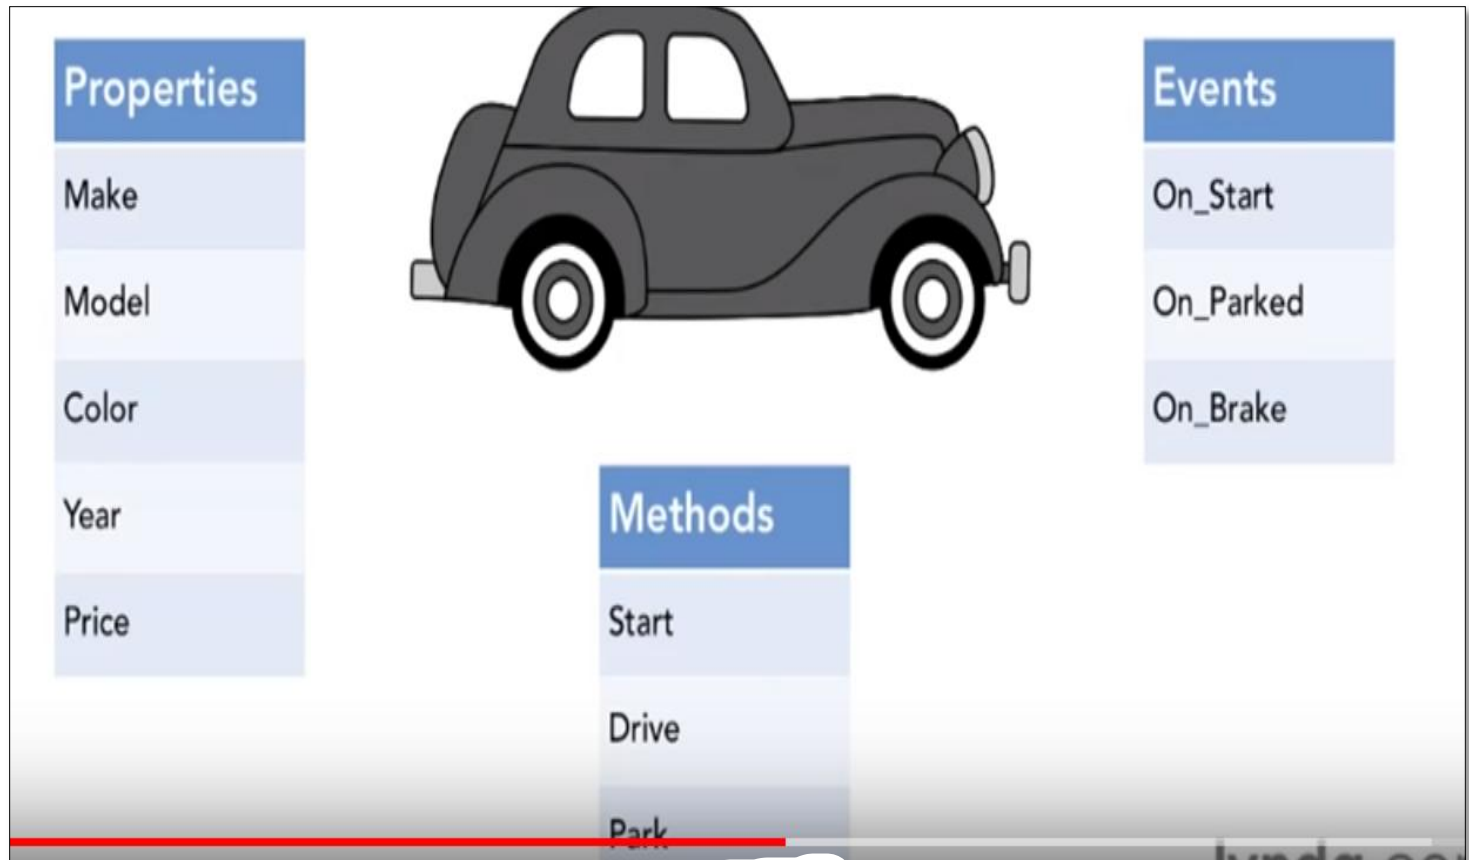 Properties
Make
Model
Color
Year
Price
Methods
Start
Drive
Park
Events
On_Start
On_Parked
On_Brake